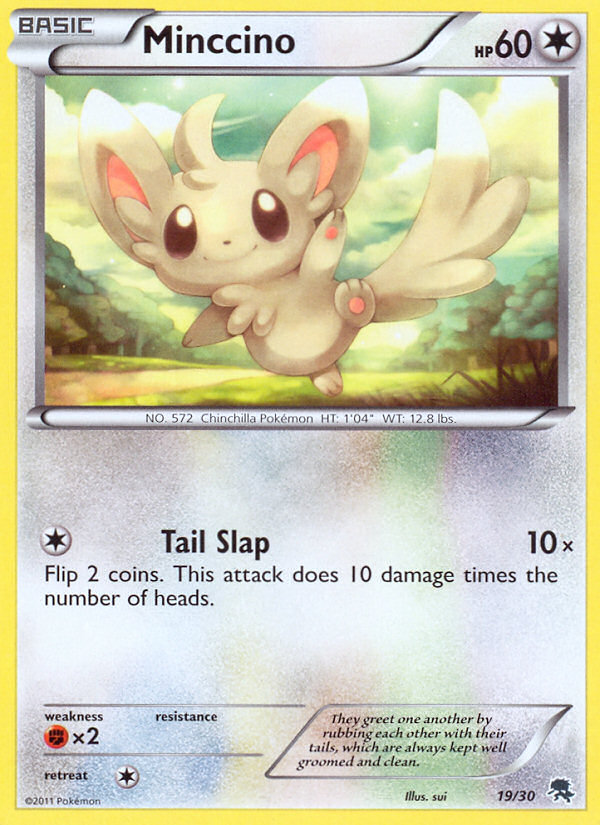 BASIC
Minccino
HP60
NO. 572 Chinchilla Pokémon HT: 1'04" WT: 12.8 lbs.
Tail Slap 10×
Flip 2 coins. This attack does 10 damage times the
number of heads.
weakness
×2
resistance
retreat
They greet one another by
rubbing each other with their
tails, which are always kept well
groomed and clean.
©2011 Pokémon
Illus. sui
19/30